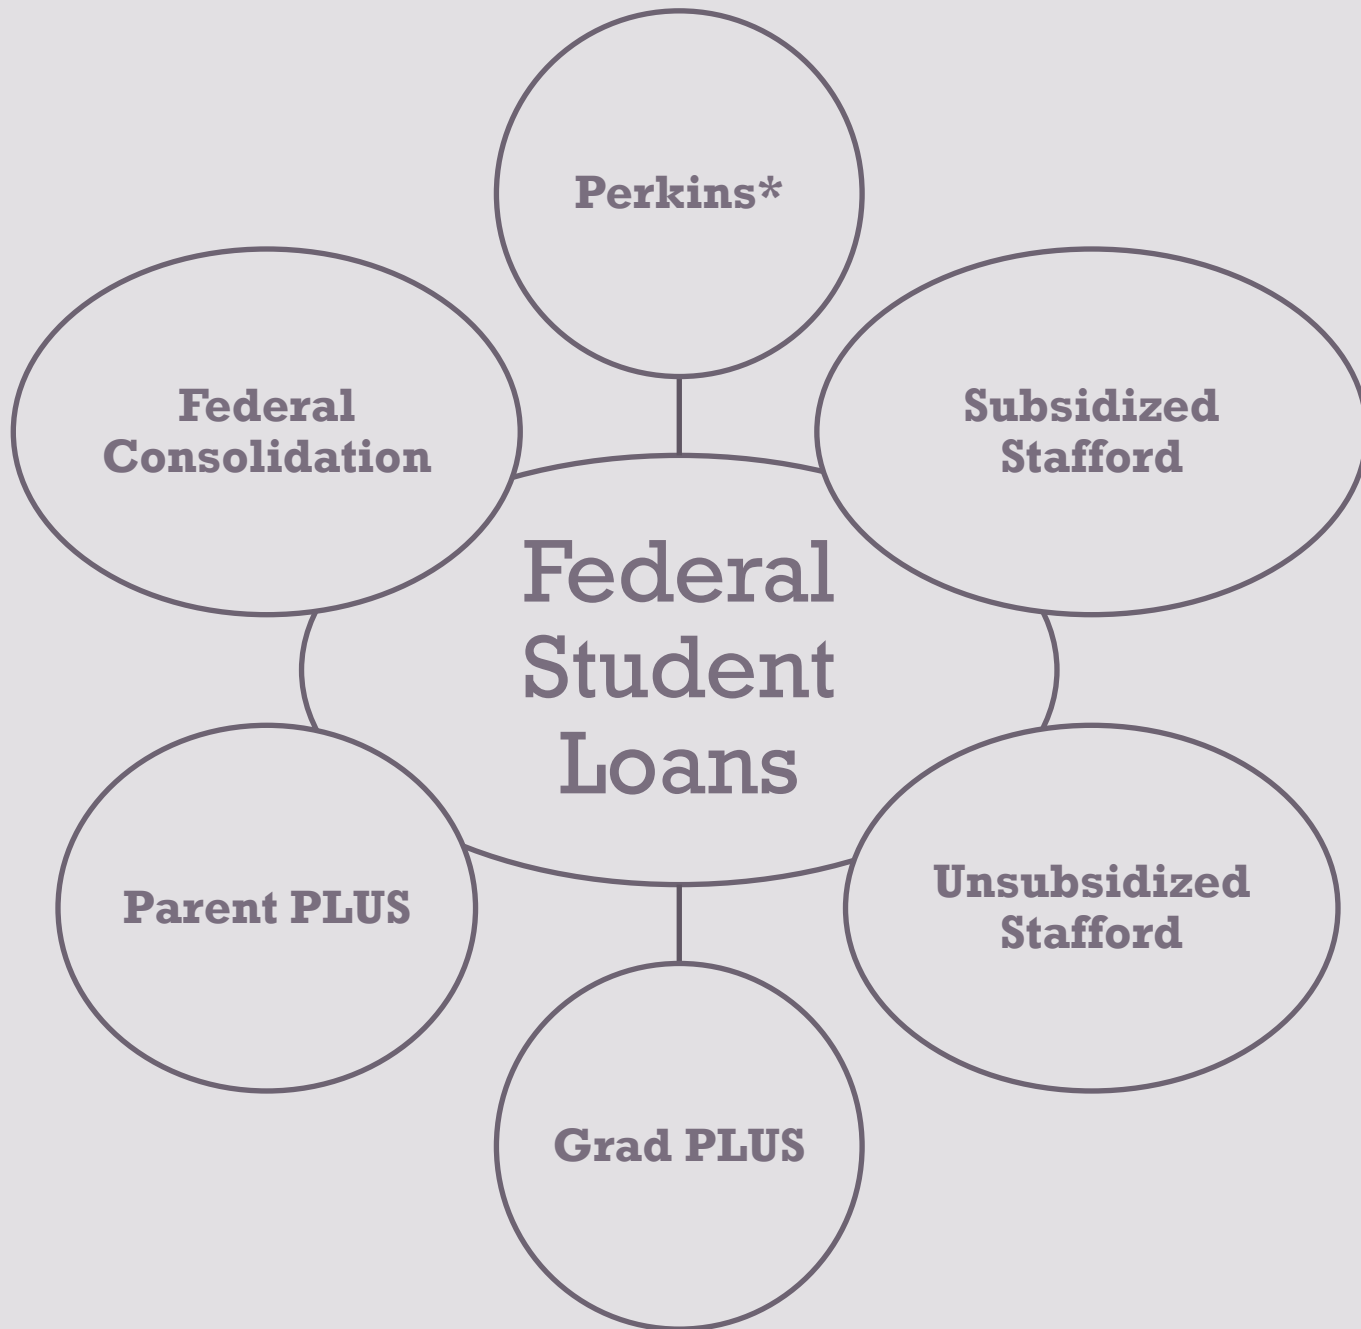 Perkins*
Federal
Consolidation
Subsidized
Stafford
Federal
Student
Loans
Parent PLUS
Unsubsidized
Stafford
Grad PLUS